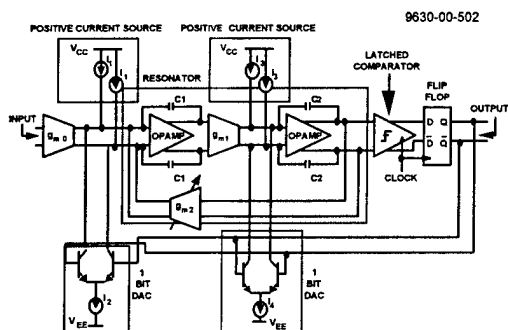 9630-00-502
POSITIVE CURRENT SOURCE
POSITIVE CURRENT SOURCE
VCC
I1
I1
VCC
I3
I3
RESONATOR
LATCHED
COMPARATOR
FLIP
FLOP
OUTPUT
C1
C2
INPUT
gm0
OPAMP
gm1
OPAMP
D Q
D̅ Q̅
C1
C2
CLOCK
gm2
1
BIT
DAC
1
BIT
DAC
I2
I4
VEE
VEE